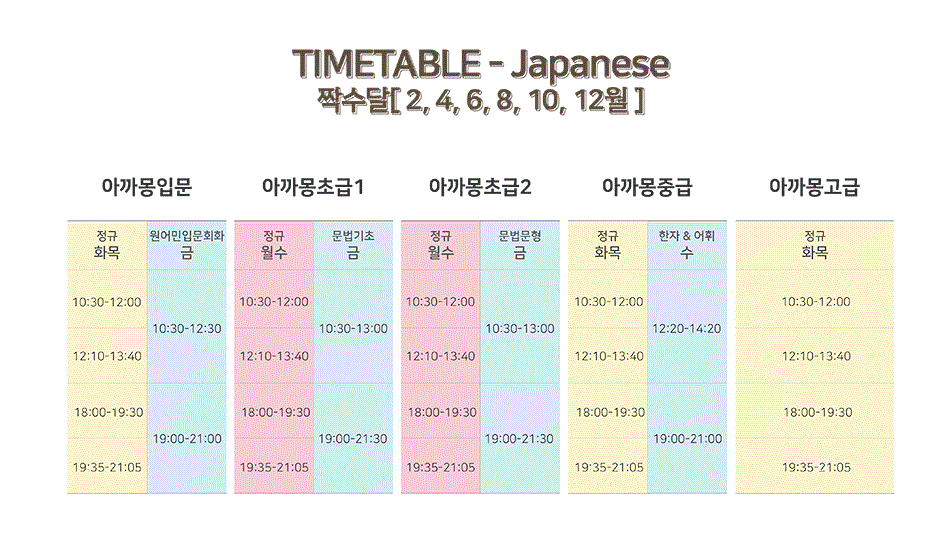 TIMETABLE - Japanese
짝수달[ 2, 4, 6, 8, 10, 12월 ]
아까몽입문
정규
화목
원어민입문회화
금
10:30-12:00
12:10-13:40
18:00-19:30
19:35-21:05
10:30-12:30
19:00-21:00
아까몽초급1
정규
월수
문법기초
금
10:30-12:00
12:10-13:40
18:00-19:30
19:35-21:05
10:30-13:00
19:00-21:30
아까몽초급2
정규
월수
문법문형
금
10:30-12:00
12:10-13:40
18:00-19:30
19:35-21:05
10:30-13:00
19:00-21:30
아까몽중급
정규
화목
한자 & 어휘
수
10:30-12:00
12:10-13:40
18:00-19:30
19:35-21:05
12:20-14:20
19:00-21:00
아까몽고급
정규
화목
10:30-12:00
12:10-13:40
18:00-19:30
19:35-21:05